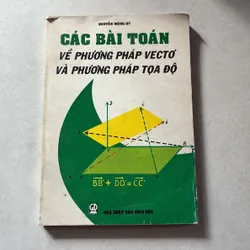 NGUYỄN MỘNG HY
CÁC BÀI TOÁN
VỀ PHƯƠNG PHÁP VECTƠ
VÀ PHƯƠNG PHÁP TỌA ĐỘ
BB' + DD' = CC'
NHÀ XUẤT BẢN GIÁO DỤC